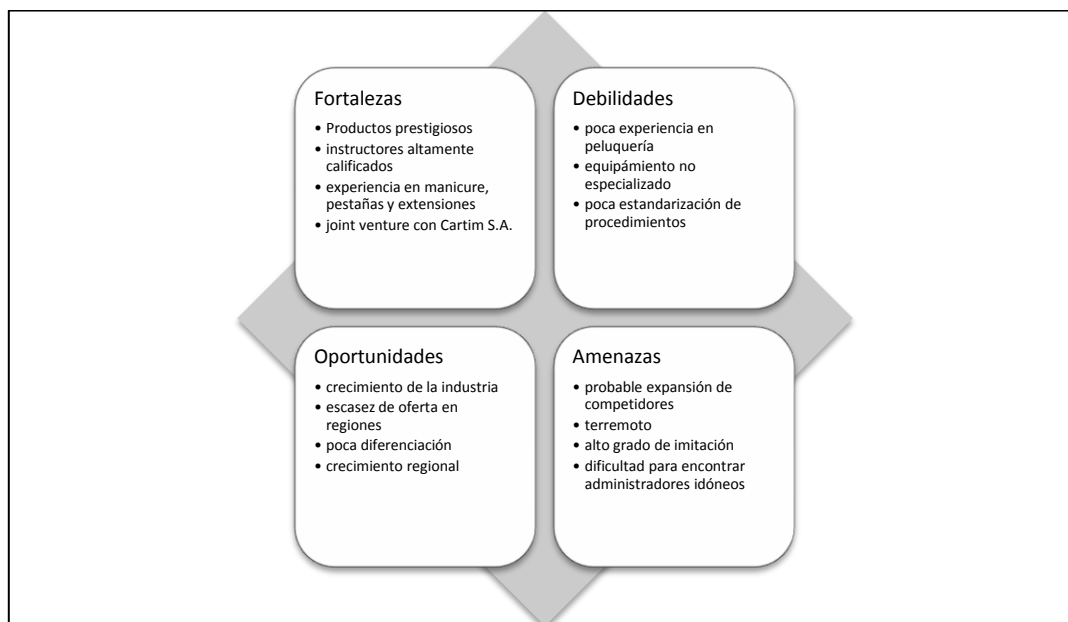 Fortalezas
• Productos prestigiosos
• instructores altamente
calificados
• experiencia en manicure,
pestañas y extensiones
• joint venture con Cartim S.A.
Debilidades
• poca experiencia en
peluquería
• equipámiento no
especializado
• poca estandarización de
procedimientos
Oportunidades
• crecimiento de la industria
• escasez de oferta en
regiones
• poca diferenciación
• crecimiento regional
Amenazas
• probable expansión de
competidores
• terremoto
• alto grado de imitación
• dificultad para encontrar
administradores idóneos